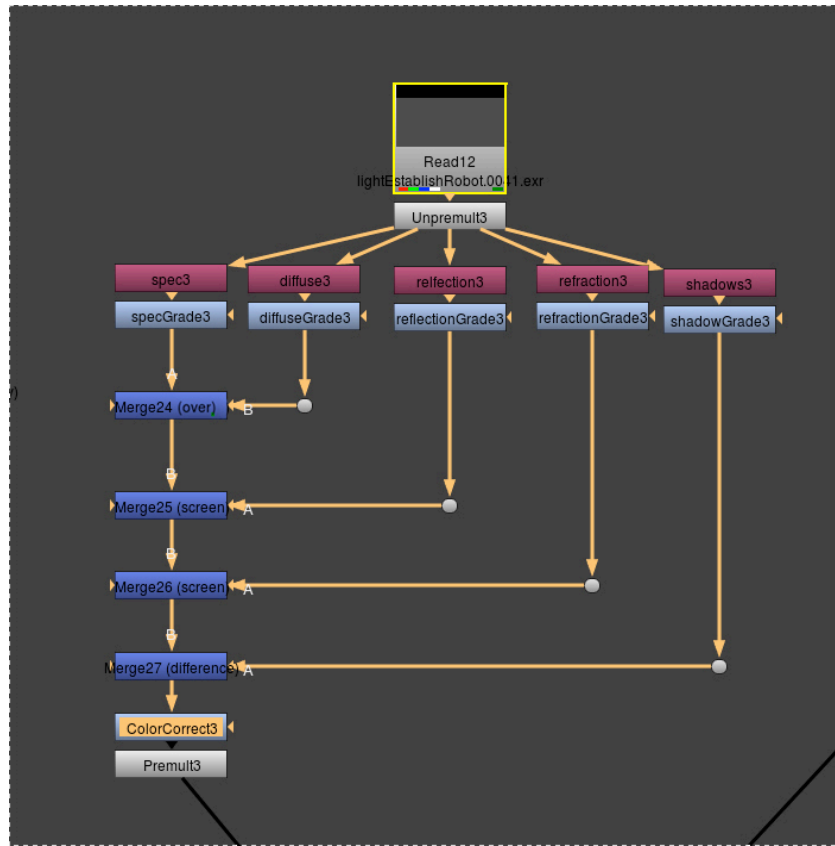 Read12
lightEstablishRobot.0041.exr
Unpremult3
spec3
diffuse3
relfection3
refraction3
shadows3
specGrade3
diffuseGrade3
reflectionGrade3
refractionGrade3
shadowGrade3
A
Merge24 (over)
B
B
Merge25 (screen)
A
B
Merge26 (screen)
A
B
Merge27 (difference)
A
ColorCorrect3
Premult3